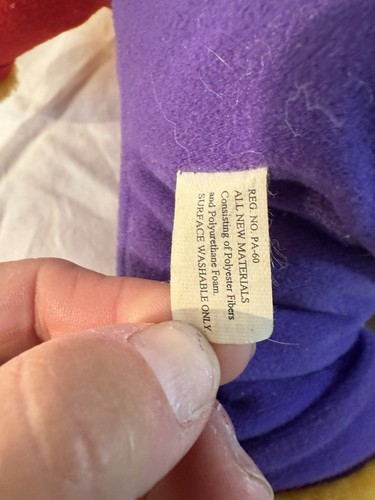 REG. NO. PA-60
ALL NEW MATERIALS
Consisting of Polyester Fibers
and Polyurethane Foam.
SURFACE WASHABLE ONLY